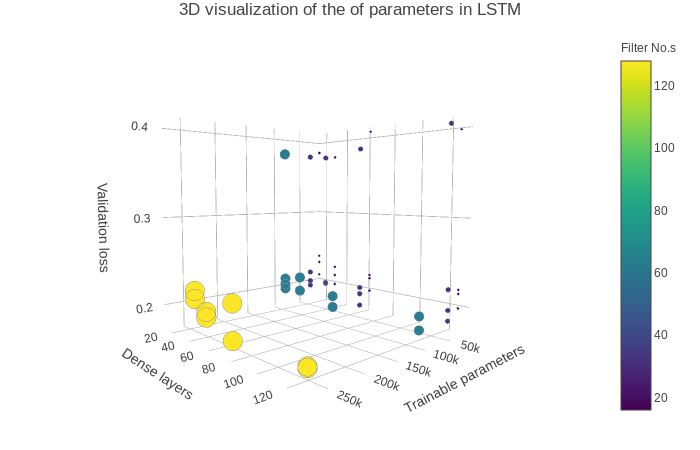 3D visualization of the of parameters in LSTM
Filter No.s
120
100
80
60
40
20
0.4
0.3
0.2
Validation loss
20
40
60
80
100
120
Dense layers
50k
100k
150k
200k
250k
Trainable parameters